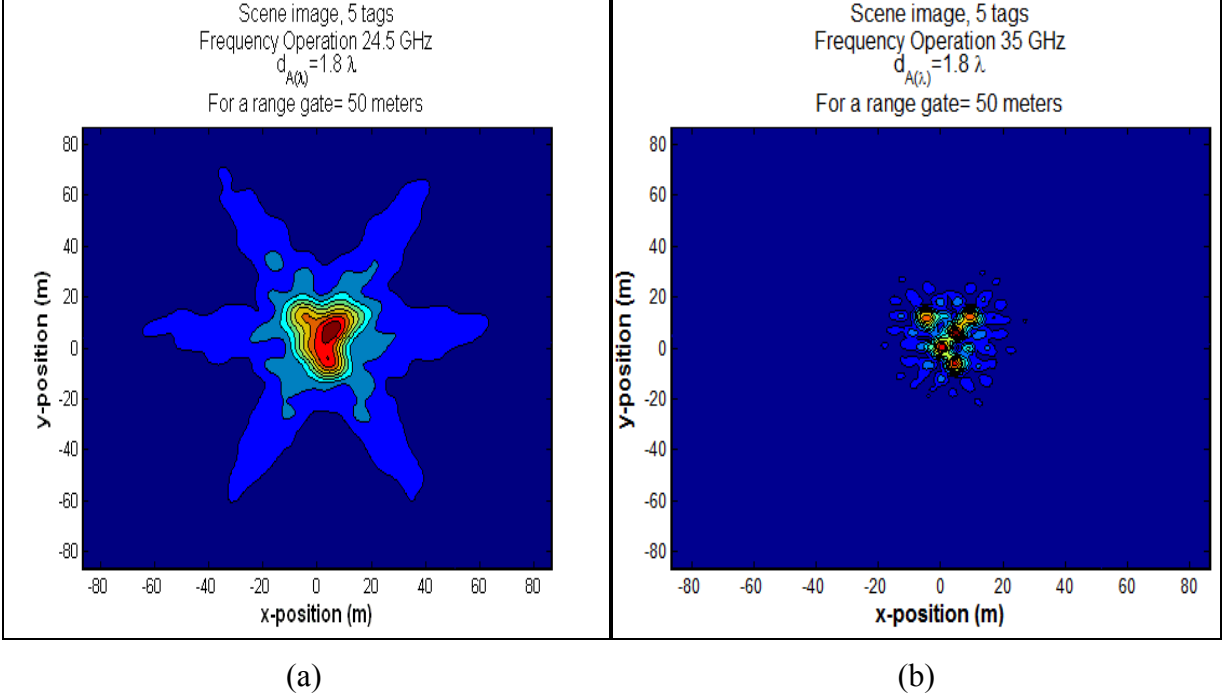 Scene image, 5 tags
Frequency Operation 24.5 GHz
d_A(λ)=1.8 λ
For a range gate= 50 meters
80
60
40
20
0
-20
-40
-60
-80
y-position (m)
-80 -60 -40 -20 0 20 40 60 80
x-position (m)
(a)
Scene image, 5 tags
Frequency Operation 35 GHz
d_A(λ)=1.8 λ
For a range gate= 50 meters
80
60
40
20
0
-20
-40
-60
-80
y-position (m)
-80 -60 -40 -20 0 20 40 60 80
x-position (m)
(b)